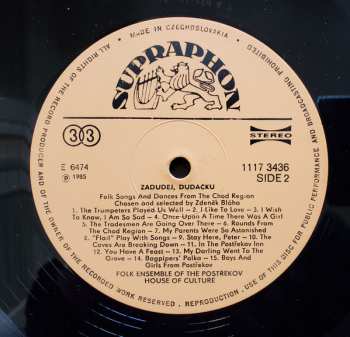 MADE IN CZECHOSLOVAKIA
ALL RIGHTS OF THE RECORD PRODUCER AND OF THE OWNER OF THE RECORDED WORK RESERVED . REPRODUCTION . USE OF THIS DISC FOR PUBLIC PERFORMANCE AND BROADCASTING PROHIBITED
SUPRAPHON
33
STEREO
6474
℗ 1985
1117 3436
SIDE 2
ZADUDEJ, DUDACKU
Folk Songs And Dances From The Chod Region
Chosen and selected by Zdeněk Bláha
1. The Trumpeters Played Us Well – 2. I Like To Love – 3. I Wish
To Know, I Am So Sad – 4. Once Upon A Time There Was A Girl
5. The Tradesmen Are Going Over There – 6. Rounds From
The Chod Region – 7. My Parents Were So Astonished
8. "Flail" Play With Songs – 9. Stay Here, Peter – 10. The
Caves Are Breaking Down – 11. In The Postřekov Inn
12. You Have A Feast – 13. My Darling Went To The
Grove – 14. Bagpipers' Polka – 15. Boys And
Girls From Postřekov
FOLK ENSEMBLE OF THE POSTREKOV
HOUSE OF CULTURE